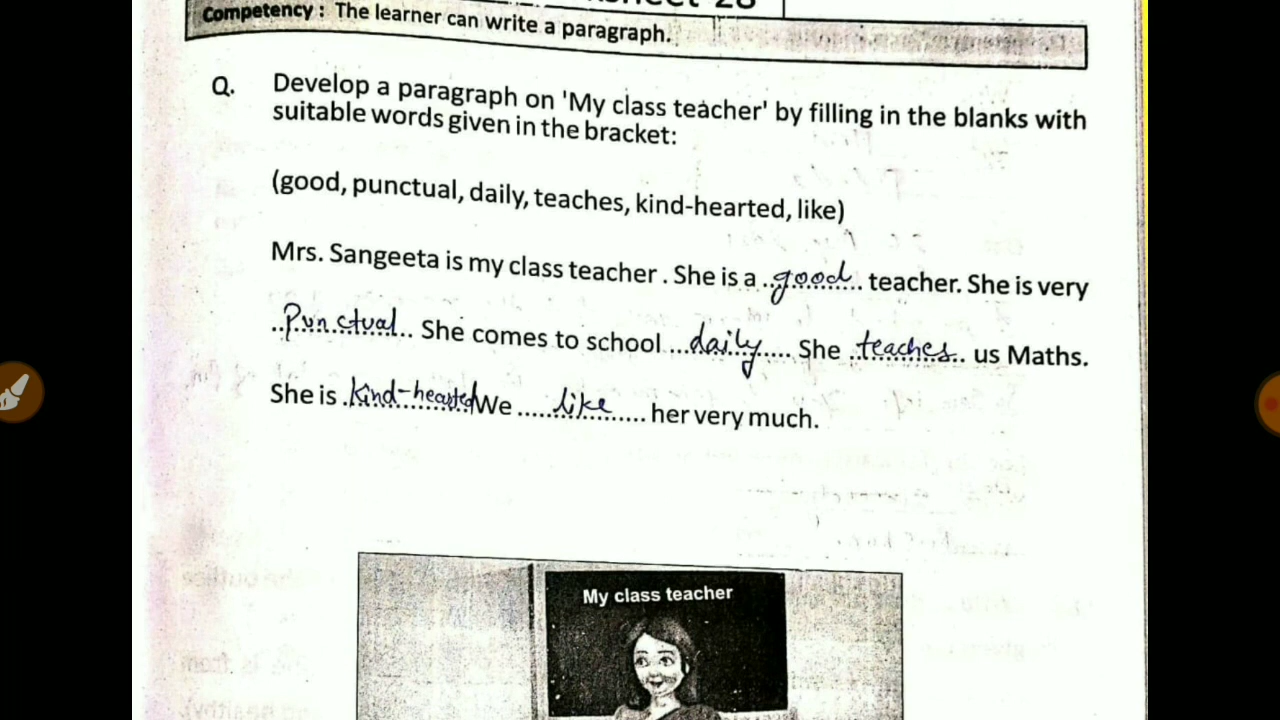 Competency : The learner can write a paragraph.
Q. Develop a paragraph on 'My class teacher' by filling in the blanks with
suitable words given in the bracket:
(good, punctual, daily, teaches, kind-hearted, like)
Mrs. Sangeeta is my class teacher . She is a ..good.. teacher. She is very
..Punctual.. She comes to school ...daily.... She ..teaches.. us Maths.
She is .Kind-hearted We .....like..... her very much.
My class teacher